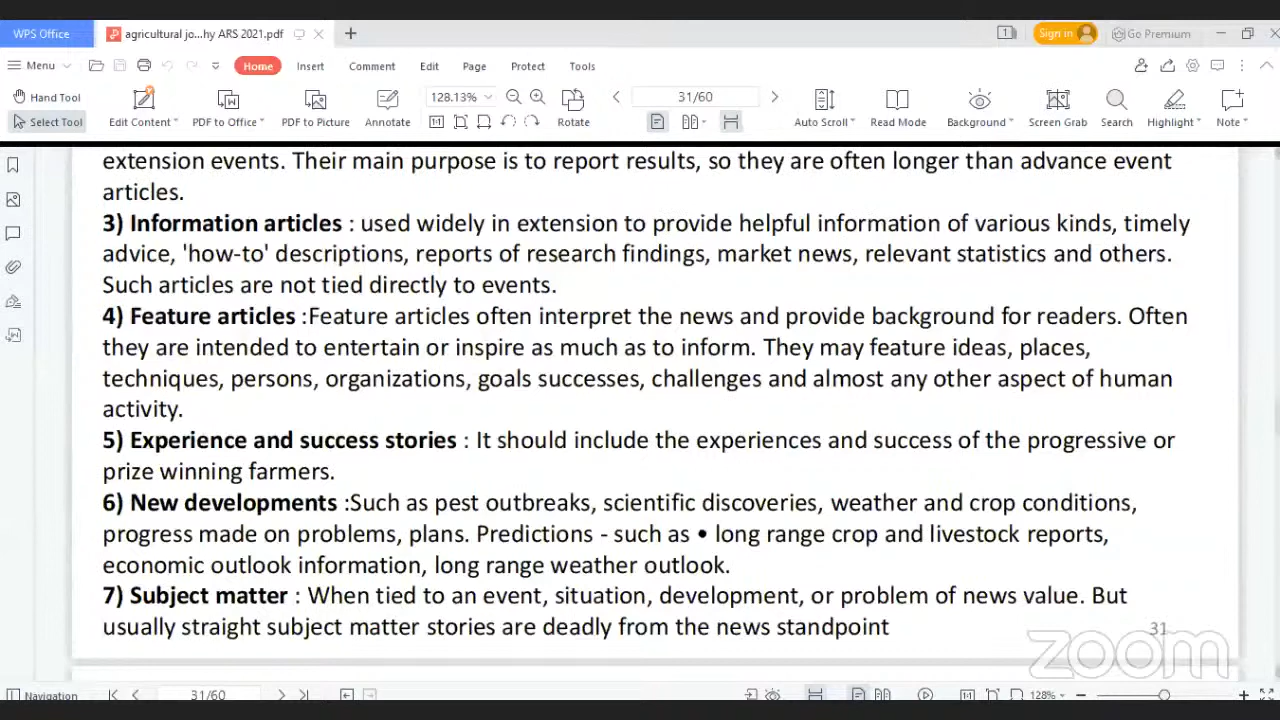 WPS Office
agricultural jo...hy ARS 2021.pdf
1
Sign in
Go Premium
Menu
Home
Insert
Comment
Edit
Page
Protect
Tools
Hand Tool
Select Tool
Edit Content
PDF to Office
PDF to Picture
Annotate
128.13%
Rotate
31/60
Auto Scroll
Read Mode
Background
Screen Grab
Search
Highlight
Note
extension events. Their main purpose is to report results, so they are often longer than advance event
articles.
3) Information articles : used widely in extension to provide helpful information of various kinds, timely
advice, 'how-to' descriptions, reports of research findings, market news, relevant statistics and others.
Such articles are not tied directly to events.
4) Feature articles :Feature articles often interpret the news and provide background for readers. Often
they are intended to entertain or inspire as much as to inform. They may feature ideas, places,
techniques, persons, organizations, goals successes, challenges and almost any other aspect of human
activity.
5) Experience and success stories : It should include the experiences and success of the progressive or
prize winning farmers.
6) New developments :Such as pest outbreaks, scientific discoveries, weather and crop conditions,
progress made on problems, plans. Predictions - such as • long range crop and livestock reports,
economic outlook information, long range weather outlook.
7) Subject matter : When tied to an event, situation, development, or problem of news value. But
usually straight subject matter stories are deadly from the news standpoint
31
zoom
Navigation
31/60
128%